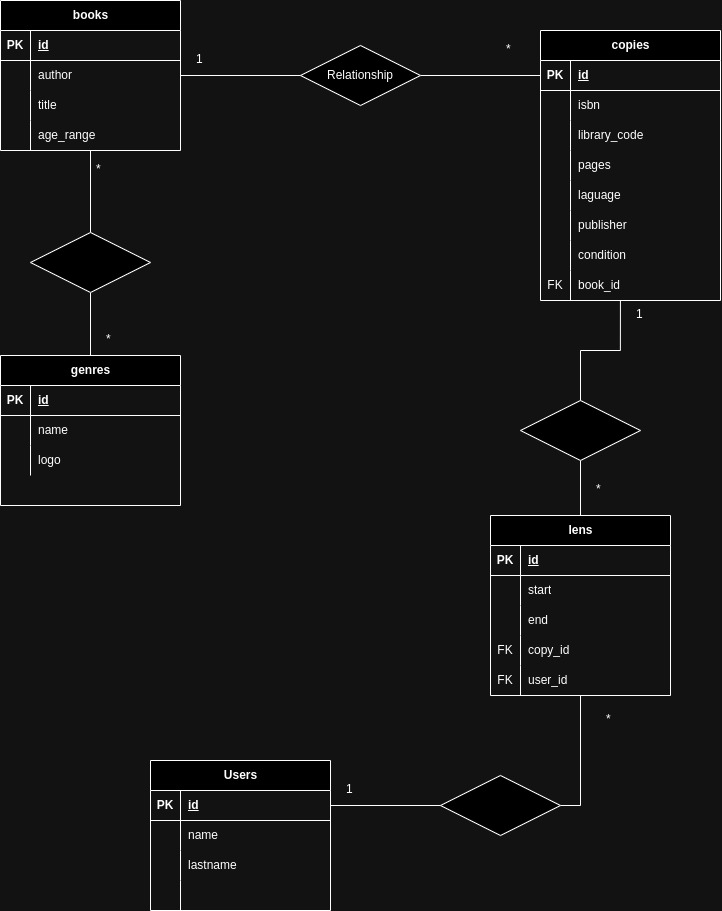 books
PK id
author
title
age_range
1
Relationship
*
copies
PK id
isbn
library_code
pages
laguage
publisher
condition
FK book_id
*
*
genres
PK id
name
logo
1
*
lens
PK id
start
end
FK copy_id
FK user_id
*
Users
PK id
name
lastname
1